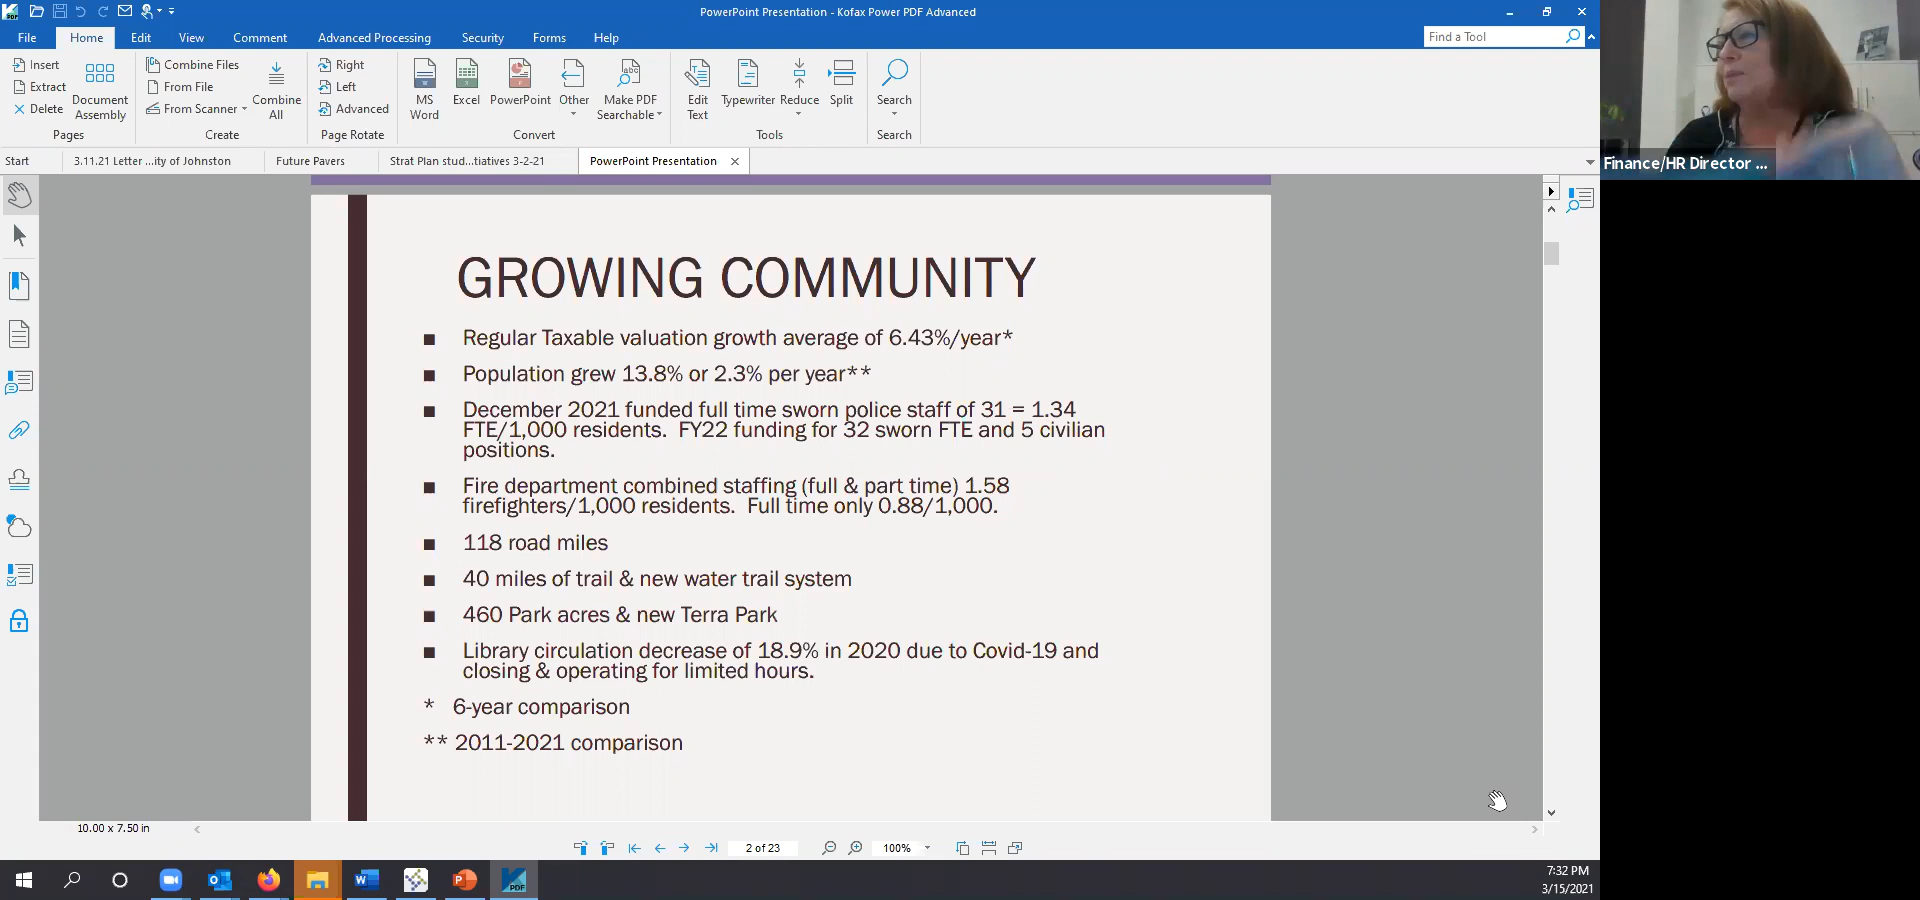 PowerPoint Presentation - Kofax Power PDF Advanced
File Home Edit View Comment Advanced Processing Security Forms Help
Find a Tool
Insert
Extract
Delete
Document
Assembly
Pages
Combine Files
From File
From Scanner
Combine
All
Create
Right
Left
Advanced
Page Rotate
MS
Word
Excel
PowerPoint
Other
Make PDF
Searchable
Convert
Edit
Text
Typewriter
Reduce
Split
Tools
Search
Search
Start
3.11.21 Letter ...ity of Johnston
Future Pavers
Strat Plan stud...tiatives 3-2-21
PowerPoint Presentation
Finance/HR Director ...
GROWING COMMUNITY
■ Regular Taxable valuation growth average of 6.43%/year*
■ Population grew 13.8% or 2.3% per year**
■ December 2021 funded full time sworn police staff of 31 = 1.34
FTE/1,000 residents. FY22 funding for 32 sworn FTE and 5 civilian
positions.
■ Fire department combined staffing (full & part time) 1.58
firefighters/1,000 residents. Full time only 0.88/1,000.
■ 118 road miles
■ 40 miles of trail & new water trail system
■ 460 Park acres & new Terra Park
■ Library circulation decrease of 18.9% in 2020 due to Covid-19 and
closing & operating for limited hours.
* 6-year comparison
** 2011-2021 comparison
10.00 x 7.50 in
2 of 23
100%
7:32 PM
3/15/2021